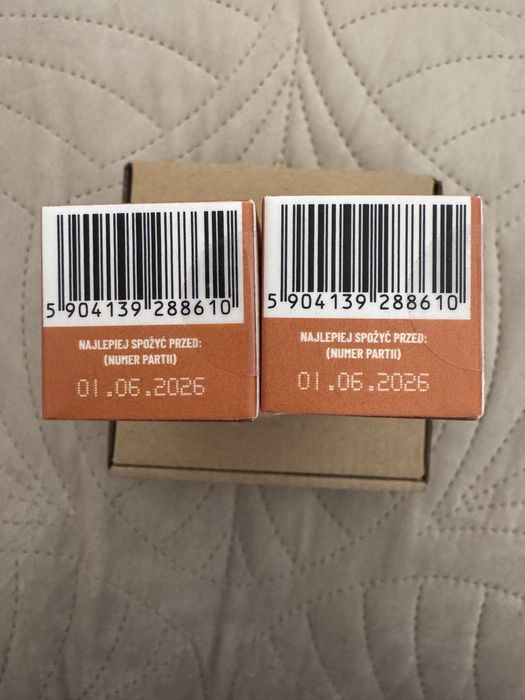 5 904139 288610
NAJLEPIEJ SPOŻYĆ PRZED:
(NUMER PARTII)
01.06.2026
5 904139 288610
NAJLEPIEJ SPOŻYĆ PRZED:
(NUMER PARTII)
01.06.2026